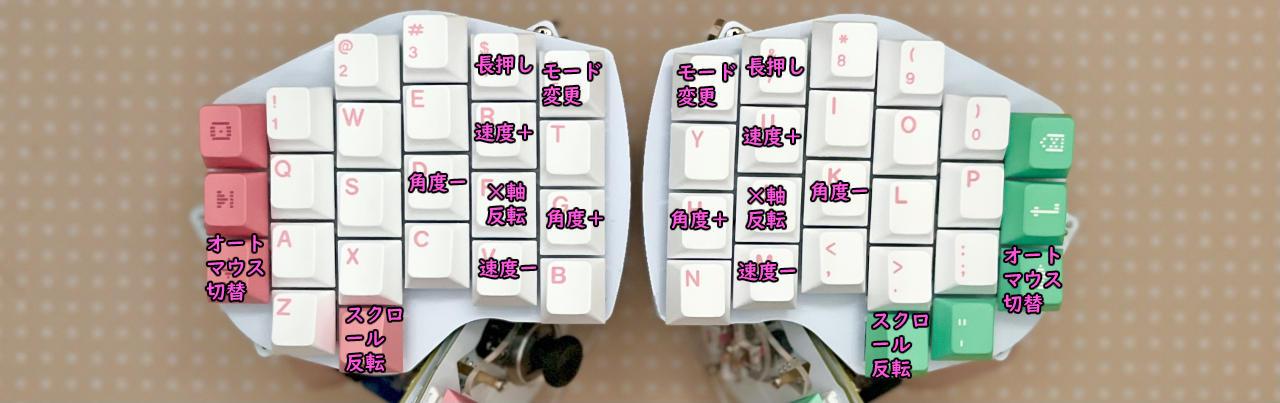 @
2
#
3
$
長押し
モード
変更
!
1
W
E
R
速度＋
T
Q
S
D
角度ー
F
×軸
反転
G
角度＋
オート
マウス
切替
A
X
C
V
速度ー
B
Z
スクロ
ール
反転
モード
変更
&
長押し
*
8
(
9
)
0
Y
U
速度＋
I
O
P
H
角度＋
×軸
反転
K
角度ー
L
:
;
オート
マウス
切替
N
M
速度ー
<
,
>
.
スクロ
ール
反転
=